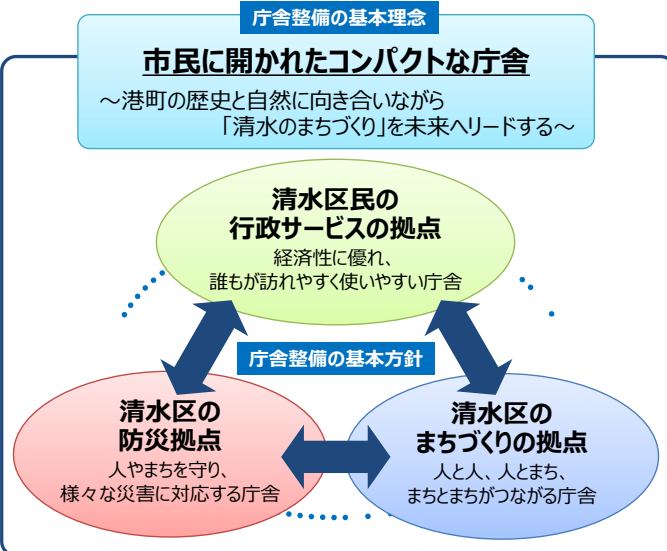 庁舎整備の基本理念
市民に開かれたコンパクトな庁舎
～港町の歴史と自然に向き合いながら
「清水のまちづくり」を未来へリードする～
清水区民の
行政サービスの拠点
経済性に優れ、
誰もが訪れやすく使いやすい庁舎
庁舎整備の基本方針
清水区の
防災拠点
人やまちを守り、
様々な災害に対応する庁舎
清水区の
まちづくりの拠点
人と人、人とまち、
まちとまちがつながる庁舎